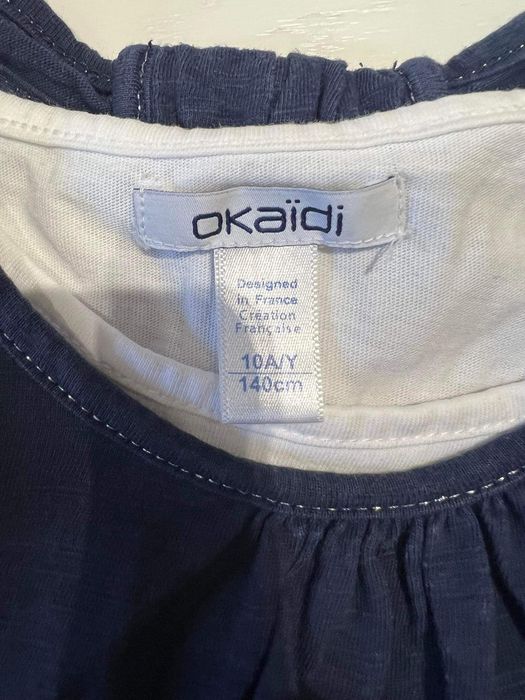 oKaïdi
Designed
in France
Création
Française
10A/Y
140cm